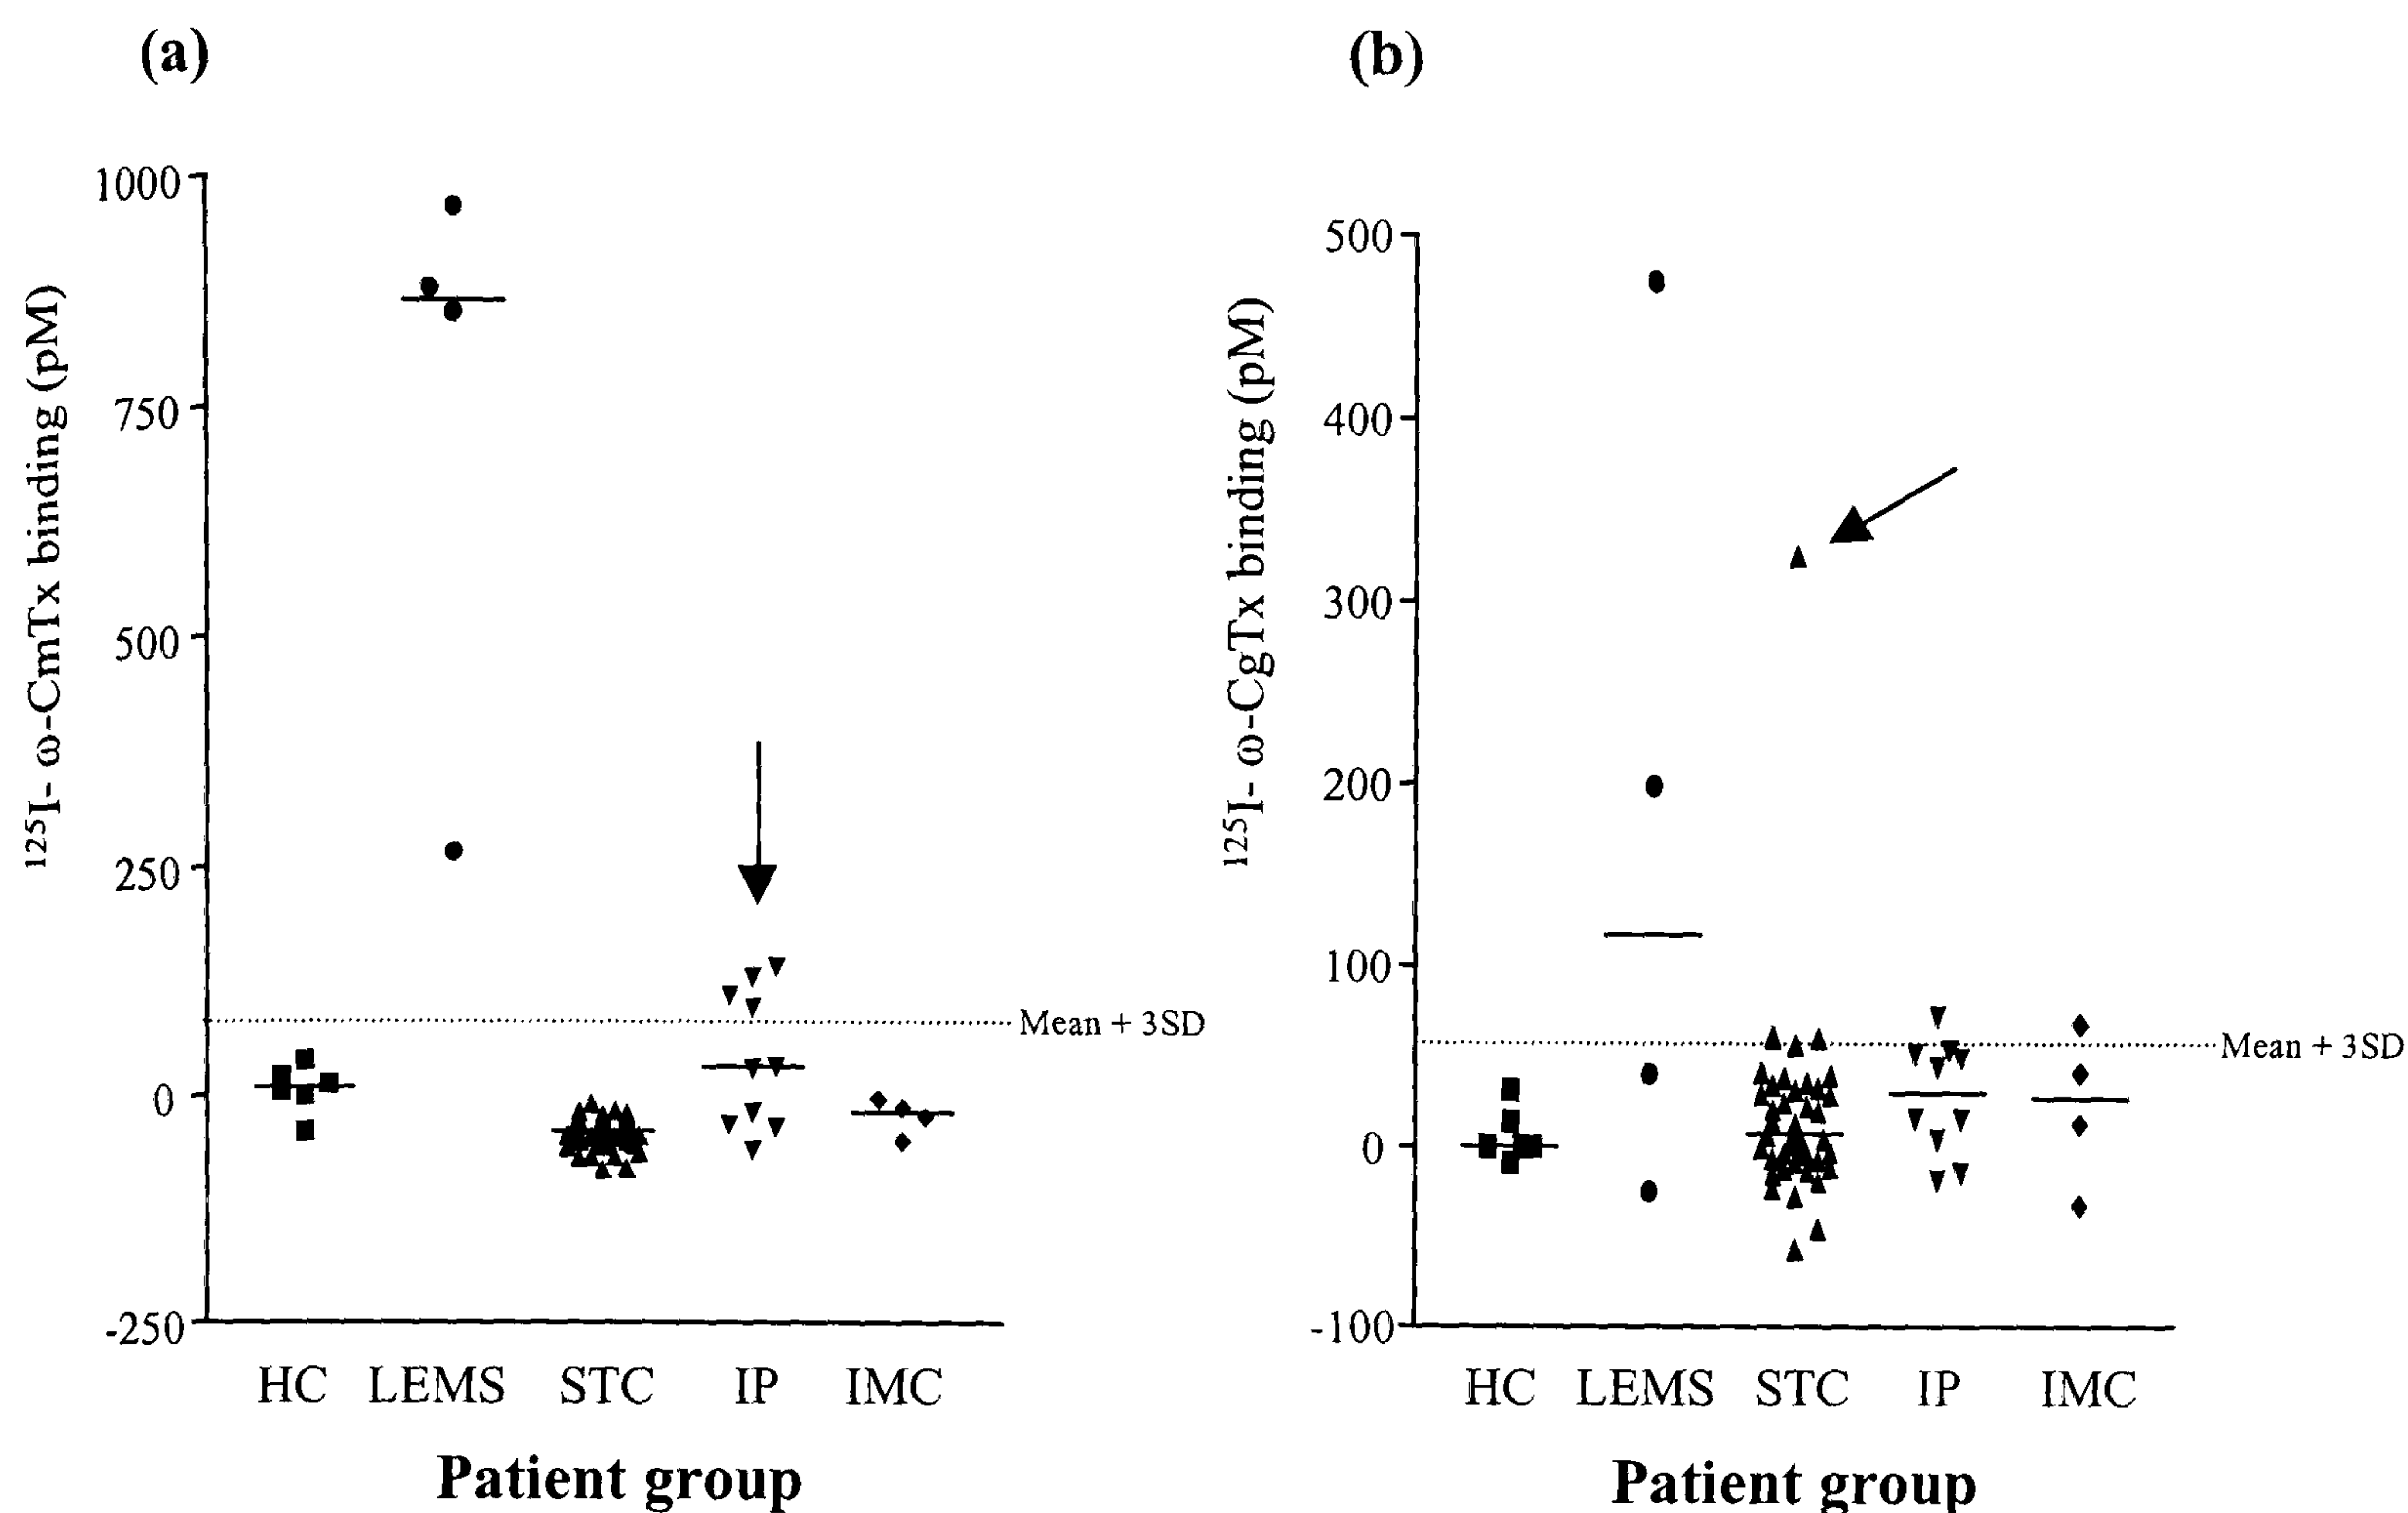 (a)
¹²⁵I- ω-CmTx binding (pM)
1000
750
500
250
0
-250
Mean + 3SD
HC LEMS STC IP IMC
Patient group
(b)
¹²⁵I- ω-CgTx binding (pM)
500
400
300
200
100
0
-100
Mean + 3SD
HC LEMS STC IP IMC
Patient group